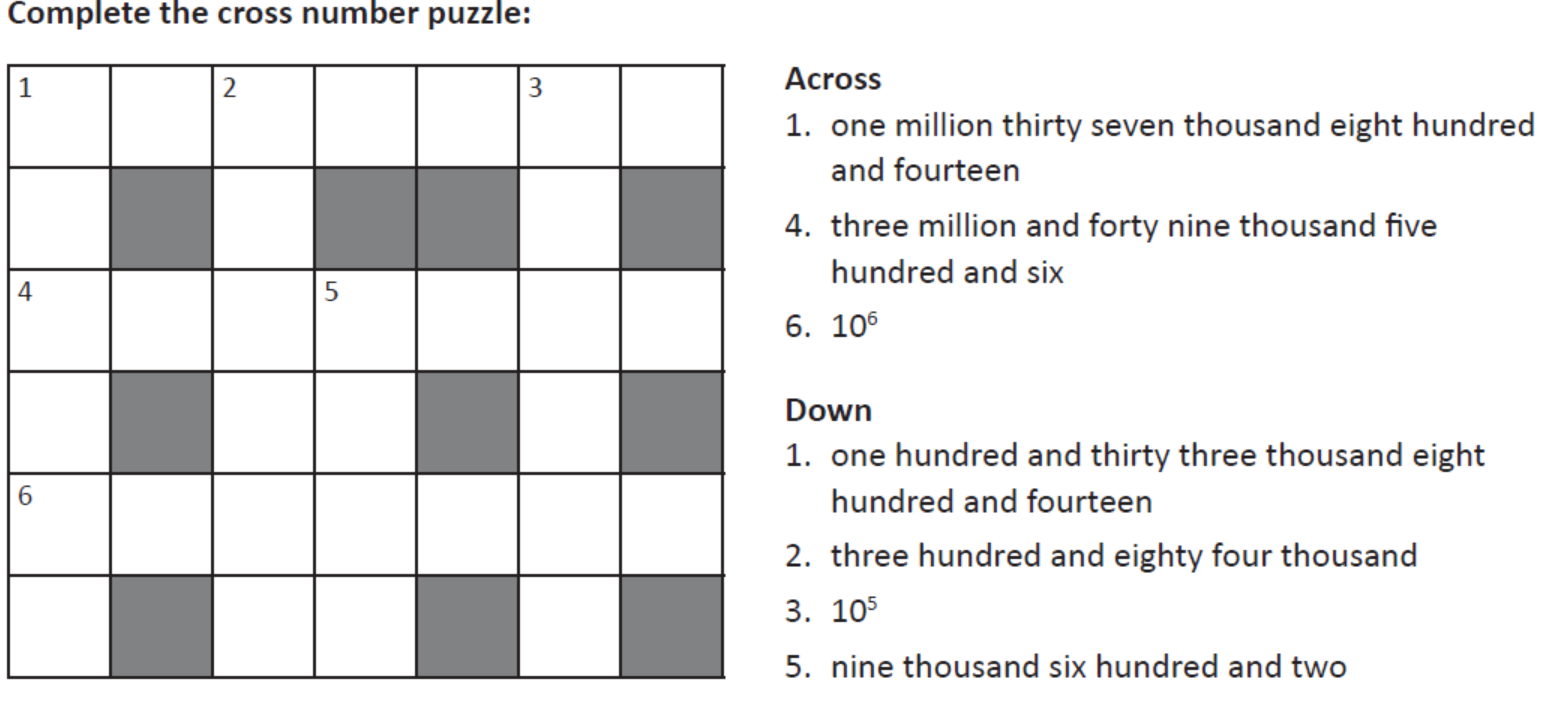 Complete the cross number puzzle:
1 2 3
4 5
6
Across
1. one million thirty seven thousand eight hundred
and fourteen
4. three million and forty nine thousand five
hundred and six
6. 10⁶
Down
1. one hundred and thirty three thousand eight
hundred and fourteen
2. three hundred and eighty four thousand
3. 10⁵
5. nine thousand six hundred and two